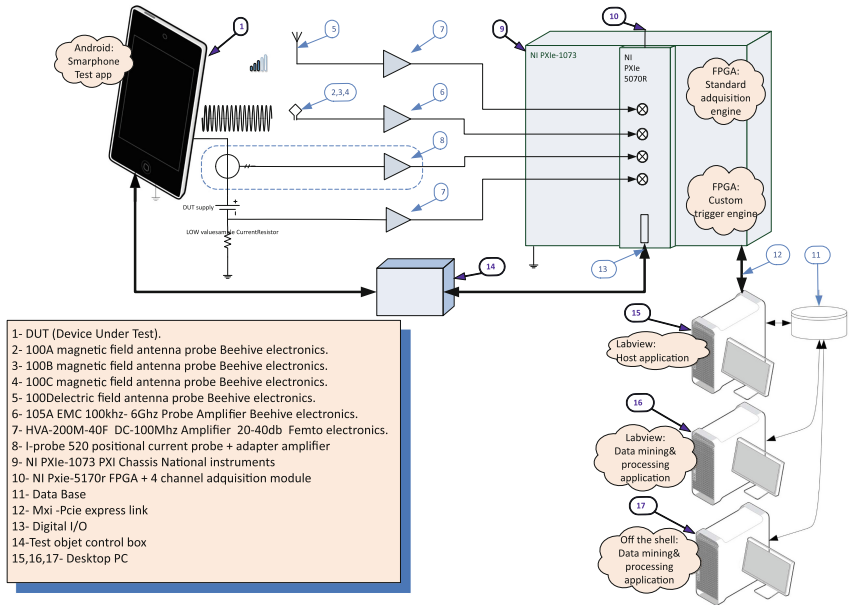 Android:
Smarphone
Test app
1
5
7
9
10
2,3,4
6
8
7
NI PXIe-1073
NI
PXIe
5070R
FPGA:
Standard
adquisition
engine
FPGA:
Custom
trigger engine
DUT supply
LOW valuesample CurrentResistor
14
13
12
11
15
Labview:
Host application
16
Labview:
Data mining&
processing
application
17
Off the shell:
Data mining&
processing
application
1- DUT (Device Under Test).
2- 100A magnetic field antenna probe Beehive electronics.
3- 100B magnetic field antenna probe Beehive electronics.
4- 100C magnetic field antenna probe Beehive electronics.
5- 100Delectric field antenna probe Beehive electronics.
6- 105A EMC 100khz- 6Ghz Probe Amplifier Beehive electronics.
7- HVA-200M-40F DC-100Mhz Amplifier 20-40db Femto electronics.
8- I-probe 520 positional current probe + adapter amplifier
9- NI PXIe-1073 PXI Chassis National instruments
10- NI Pxie-5170r FPGA + 4 channel adquisition module
11- Data Base
12- Mxi -Pcie express link
13- Digital I/O
14-Test objet control box
15,16,17- Desktop PC